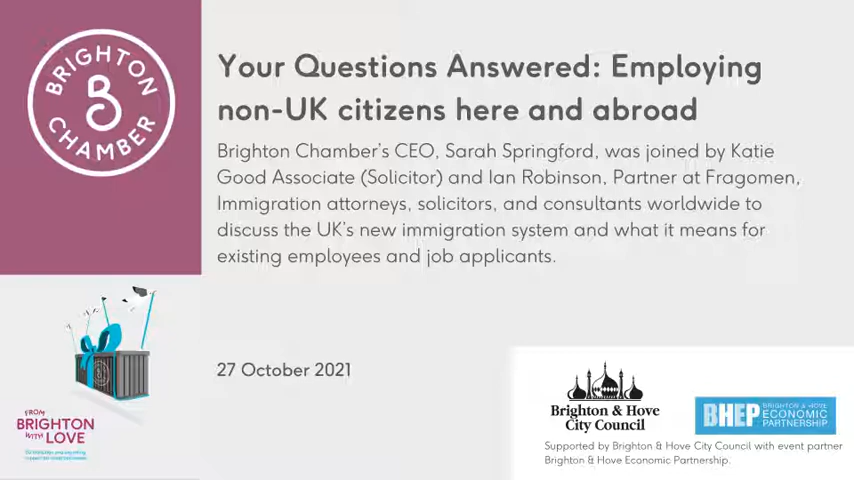 BRIGHTON
CHAMBER
Your Questions Answered: Employing
non-UK citizens here and abroad
Brighton Chamber's CEO, Sarah Springford, was joined by Katie
Good Associate (Solicitor) and Ian Robinson, Partner at Fragomen,
Immigration attorneys, solicitors, and consultants worldwide to
discuss the UK's new immigration system and what it means for
existing employees and job applicants.
27 October 2021
FROM
BRIGHTON
WITH
LOVE
Brighton & Hove
City Council
BHEP
BRIGHTON & HOVE
ECONOMIC
PARTNERSHIP
Supported by Brighton & Hove City Council with event partner
Brighton & Hove Economic Partnership.